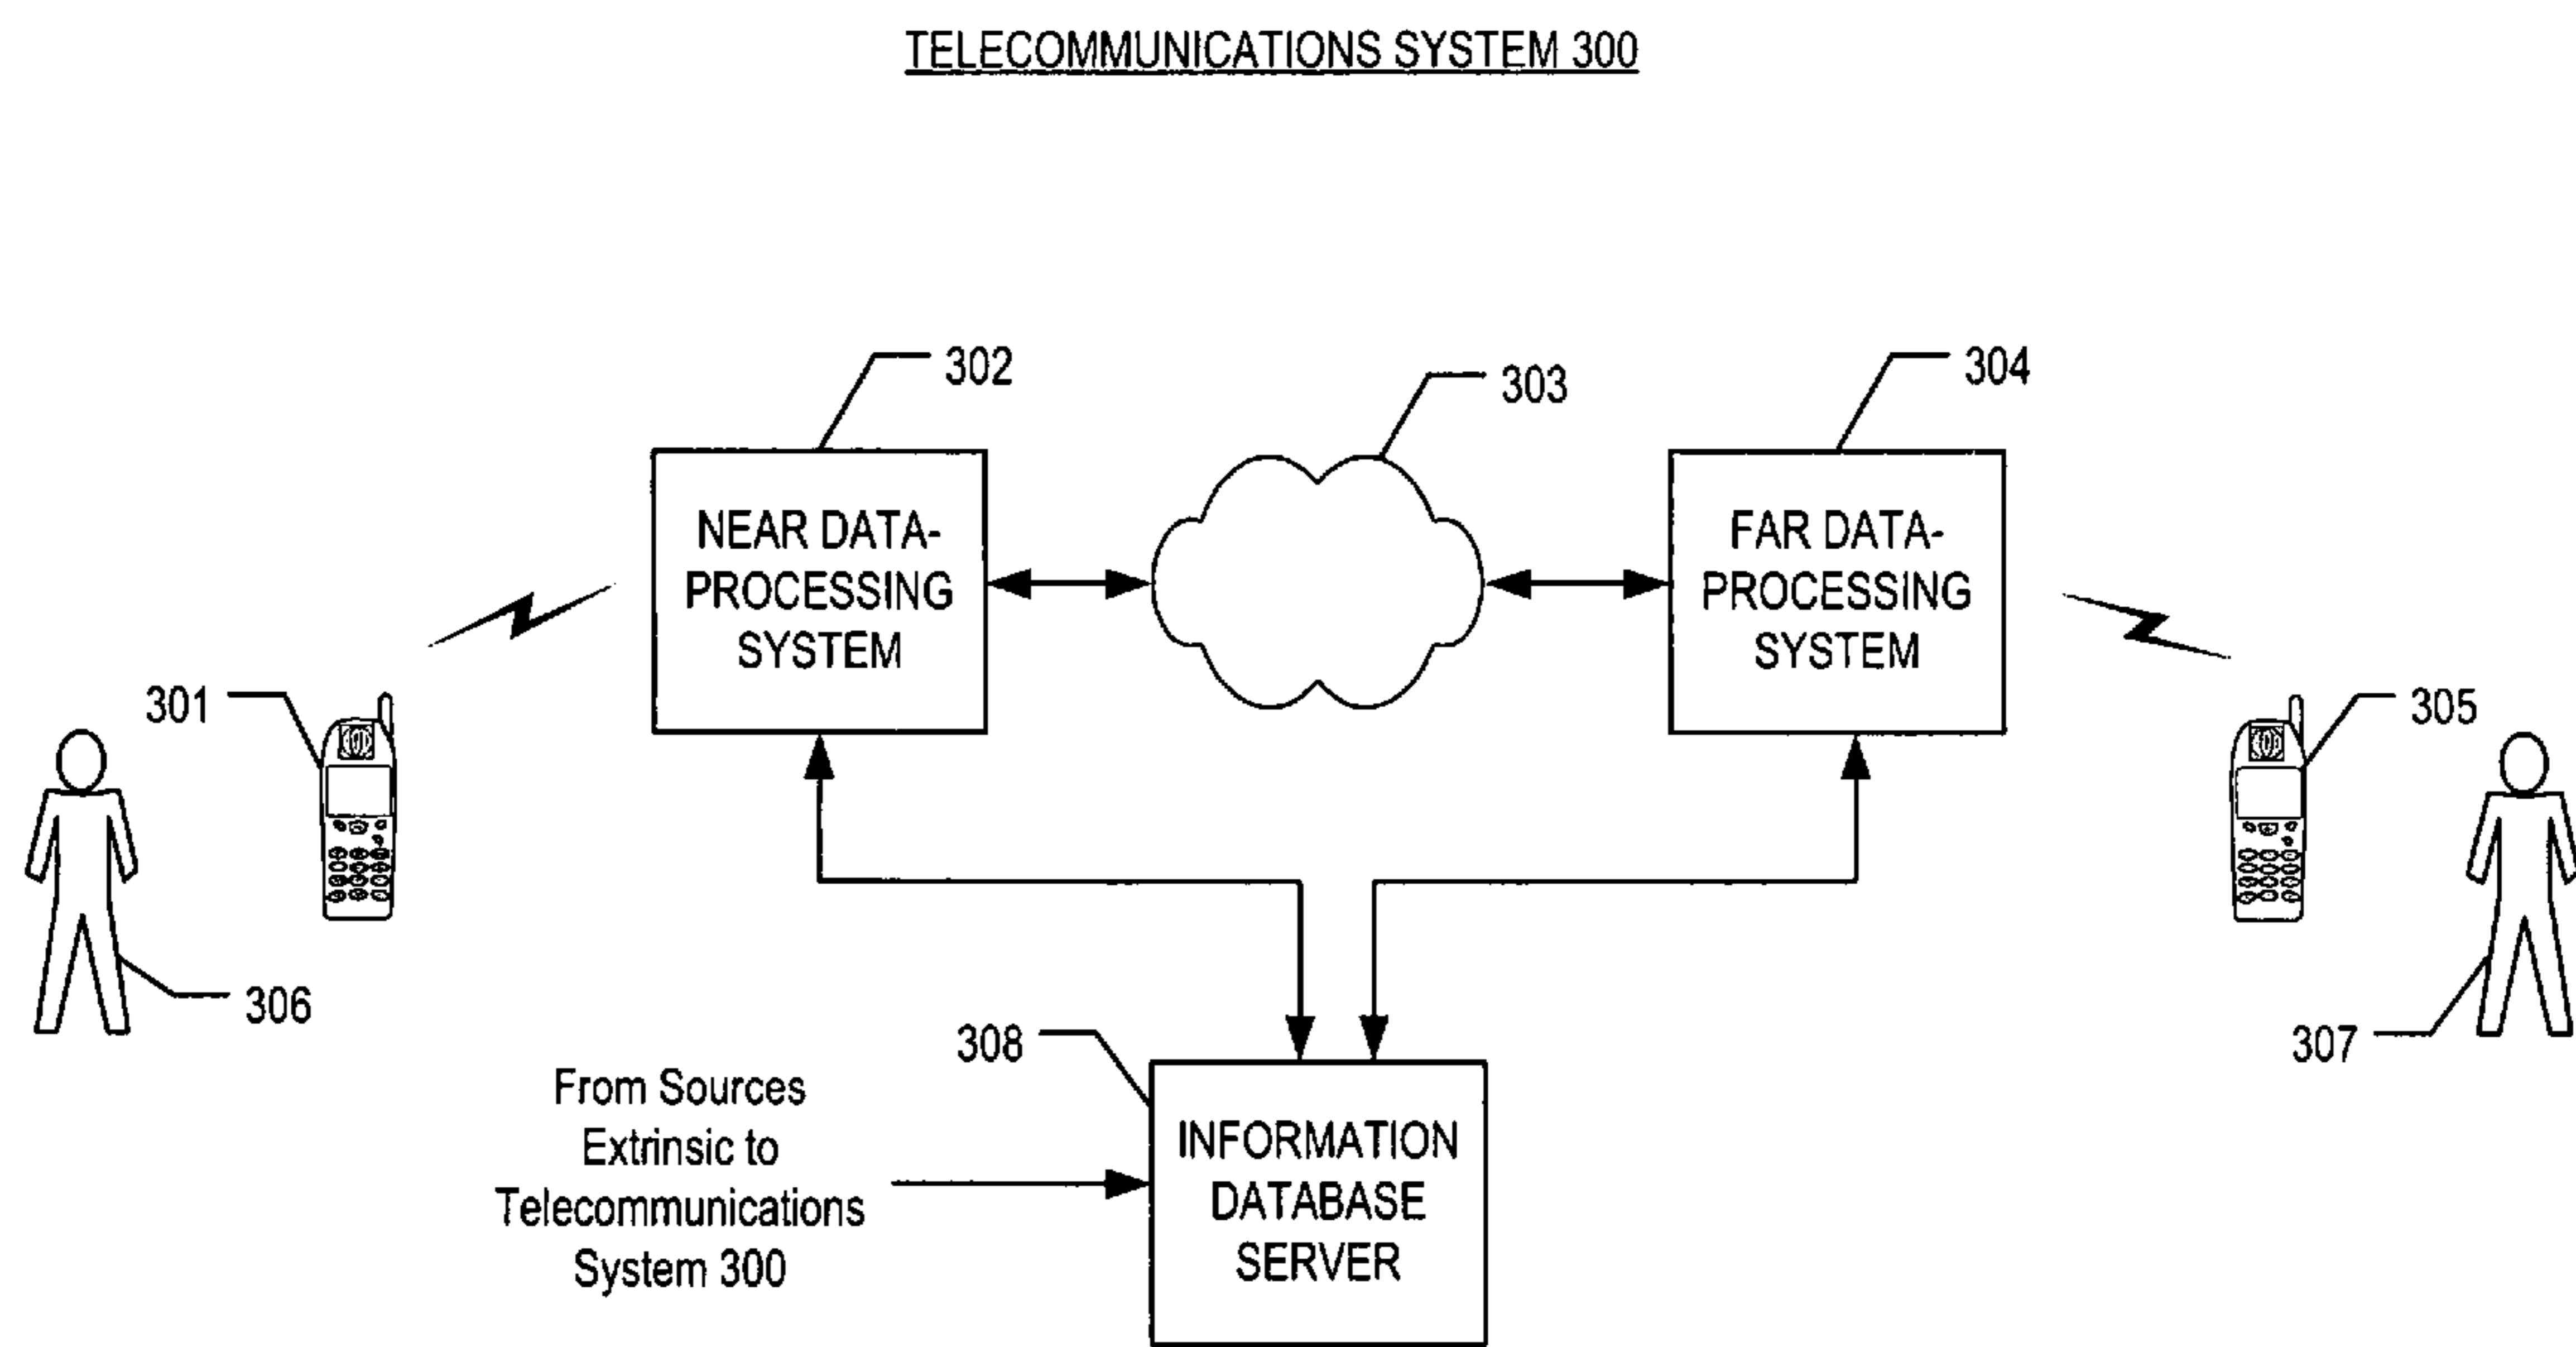 TELECOMMUNICATIONS SYSTEM 300
302
303
304
NEAR DATA-
PROCESSING
SYSTEM
FAR DATA-
PROCESSING
SYSTEM
301
305
306
307
308
From Sources
Extrinsic to
Telecommunications
System 300
INFORMATION
DATABASE
SERVER